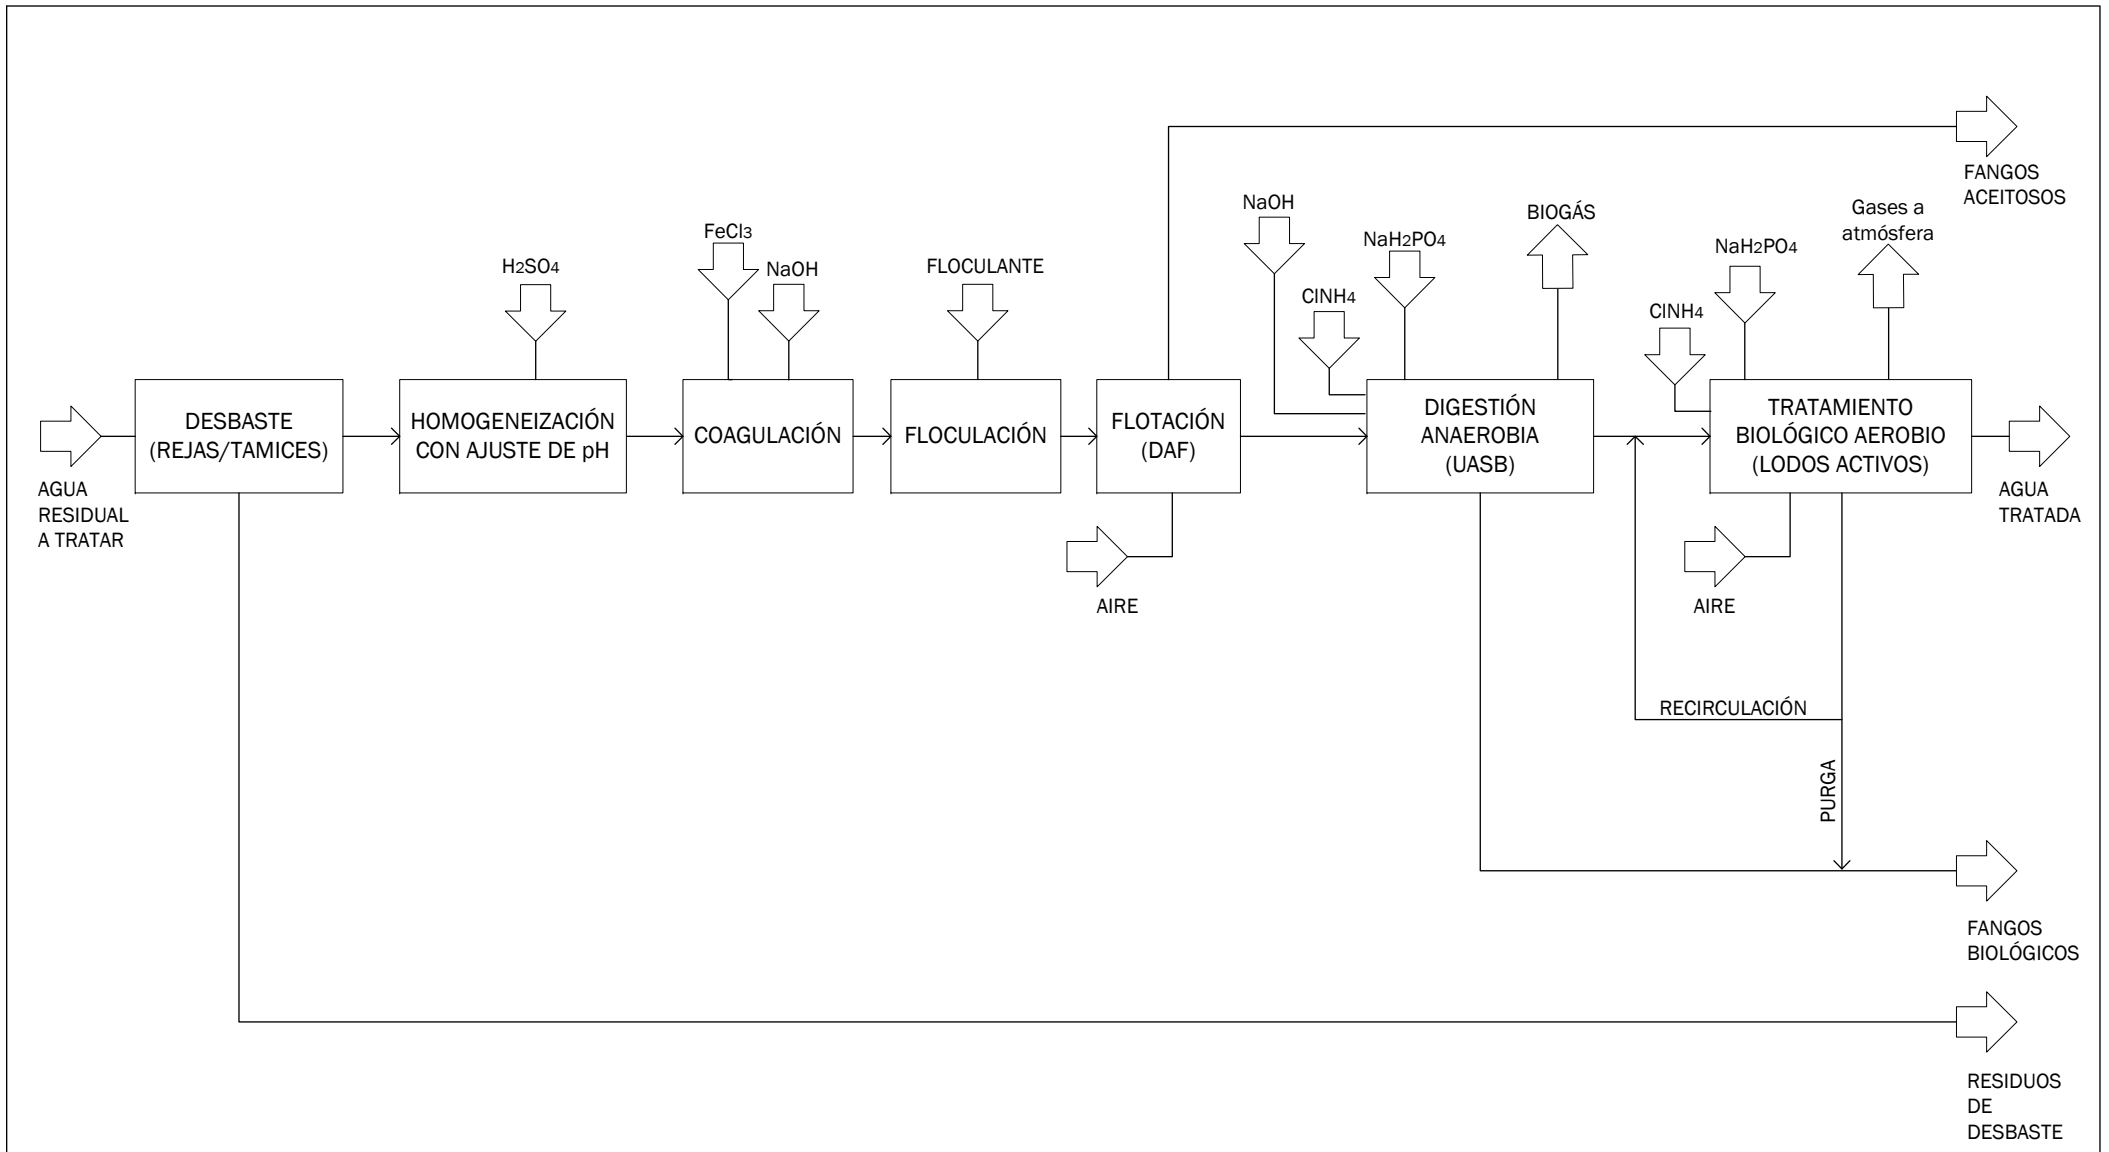 FANGOS
ACEITOSOS
NaOH
BIOGÁS
Gases a
atmósfera
FeCl3
NaH2PO4
NaH2PO4
H2SO4
NaOH
FLOCULANTE
ClNH4
ClNH4
DESBASTE
(REJAS/TAMICES)
HOMOGENEIZACIÓN
CON AJUSTE DE pH
COAGULACIÓN
FLOCULACIÓN
FLOTACIÓN
(DAF)
DIGESTIÓN
ANAEROBIA
(UASB)
TRATAMIENTO
BIOLÓGICO AEROBIO
(LODOS ACTIVOS)
AGUA
RESIDUAL
A TRATAR
AGUA
TRATADA
AIRE
AIRE
RECIRCULACIÓN
PURGA
FANGOS
BIOLÓGICOS
RESIDUOS
DE
DESBASTE